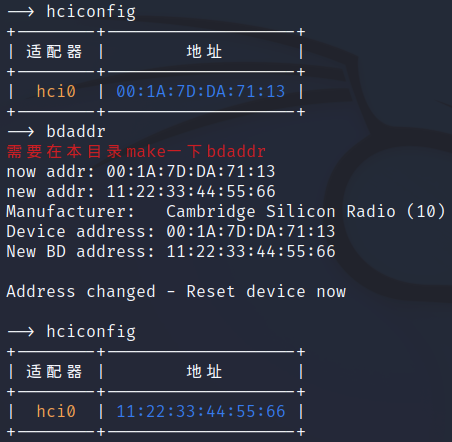 —> hciconfig
+--------+-------------------+
| 适配器 | 地址 |
+--------+-------------------+
| hci0 | 00:1A:7D:DA:71:13 |
+--------+-------------------+
—> bdaddr
需要在本目录make一下bdaddr
now addr: 00:1A:7D:DA:71:13
new addr: 11:22:33:44:55:66
Manufacturer:   Cambridge Silicon Radio (10)
Device address: 00:1A:7D:DA:71:13
New BD address: 11:22:33:44:55:66
Address changed - Reset device now
—> hciconfig
+--------+-------------------+
| 适配器 | 地址 |
+--------+-------------------+
| hci0 | 11:22:33:44:55:66 |
+--------+-------------------+